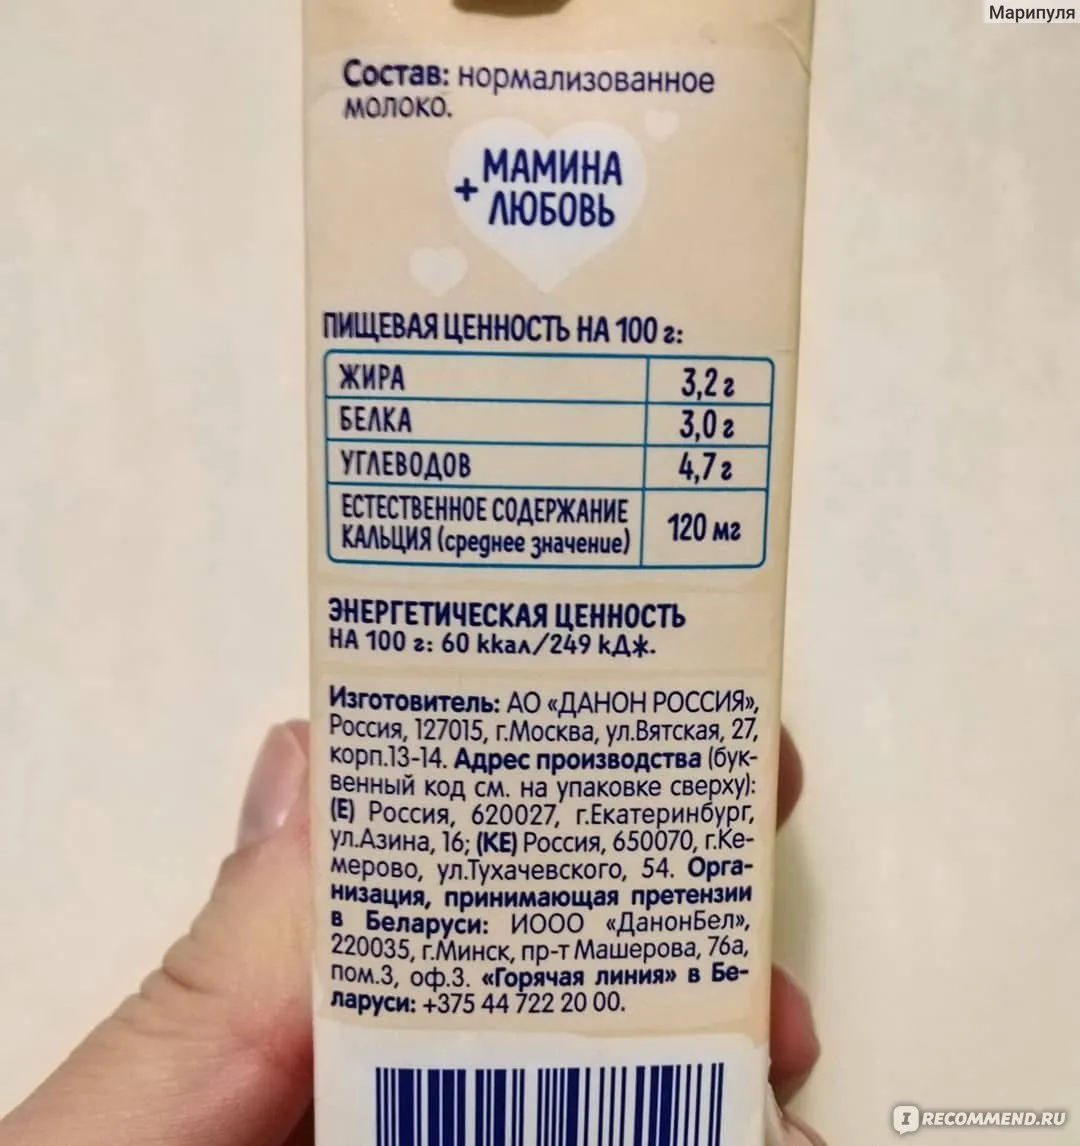 Марипуля
Состав: нормализованное
молоко.
МАМИНА
+ ЛЮБОВЬ
ПИЩЕВАЯ ЦЕННОСТЬ НА 100 г:
ЖИРА 3,2 г
БЕЛКА 3,0 г
УГЛЕВОДОВ 4,7 г
ЕСТЕСТВЕННОЕ СОДЕРЖАНИЕ
КАЛЬЦИЯ (среднее значение) 120 мг
ЭНЕРГЕТИЧЕСКАЯ ЦЕННОСТЬ
НА 100 г: 60 ккал/249 кДж.
Изготовитель: АО «ДАНОН РОССИЯ»,
Россия, 127015, г.Москва, ул.Вятская, 27,
корп.13-14. Адрес производства (бук-
венный код см. на упаковке сверху):
(Е) Россия, 620027, г.Екатеринбург,
ул.Азина, 16; (КЕ) Россия, 650070, г.Ке-
мерово, ул.Тухачевского, 54. Орга-
низация, принимающая претензии
в Беларуси: ИООО «ДанонБел»,
220035, г.Минск, пр-т Машерова, 76а,
пом.3, оф.3. «Горячая линия» в Бе-
ларуси: +375 44 722 20 00.
IRECOMMEND.RU